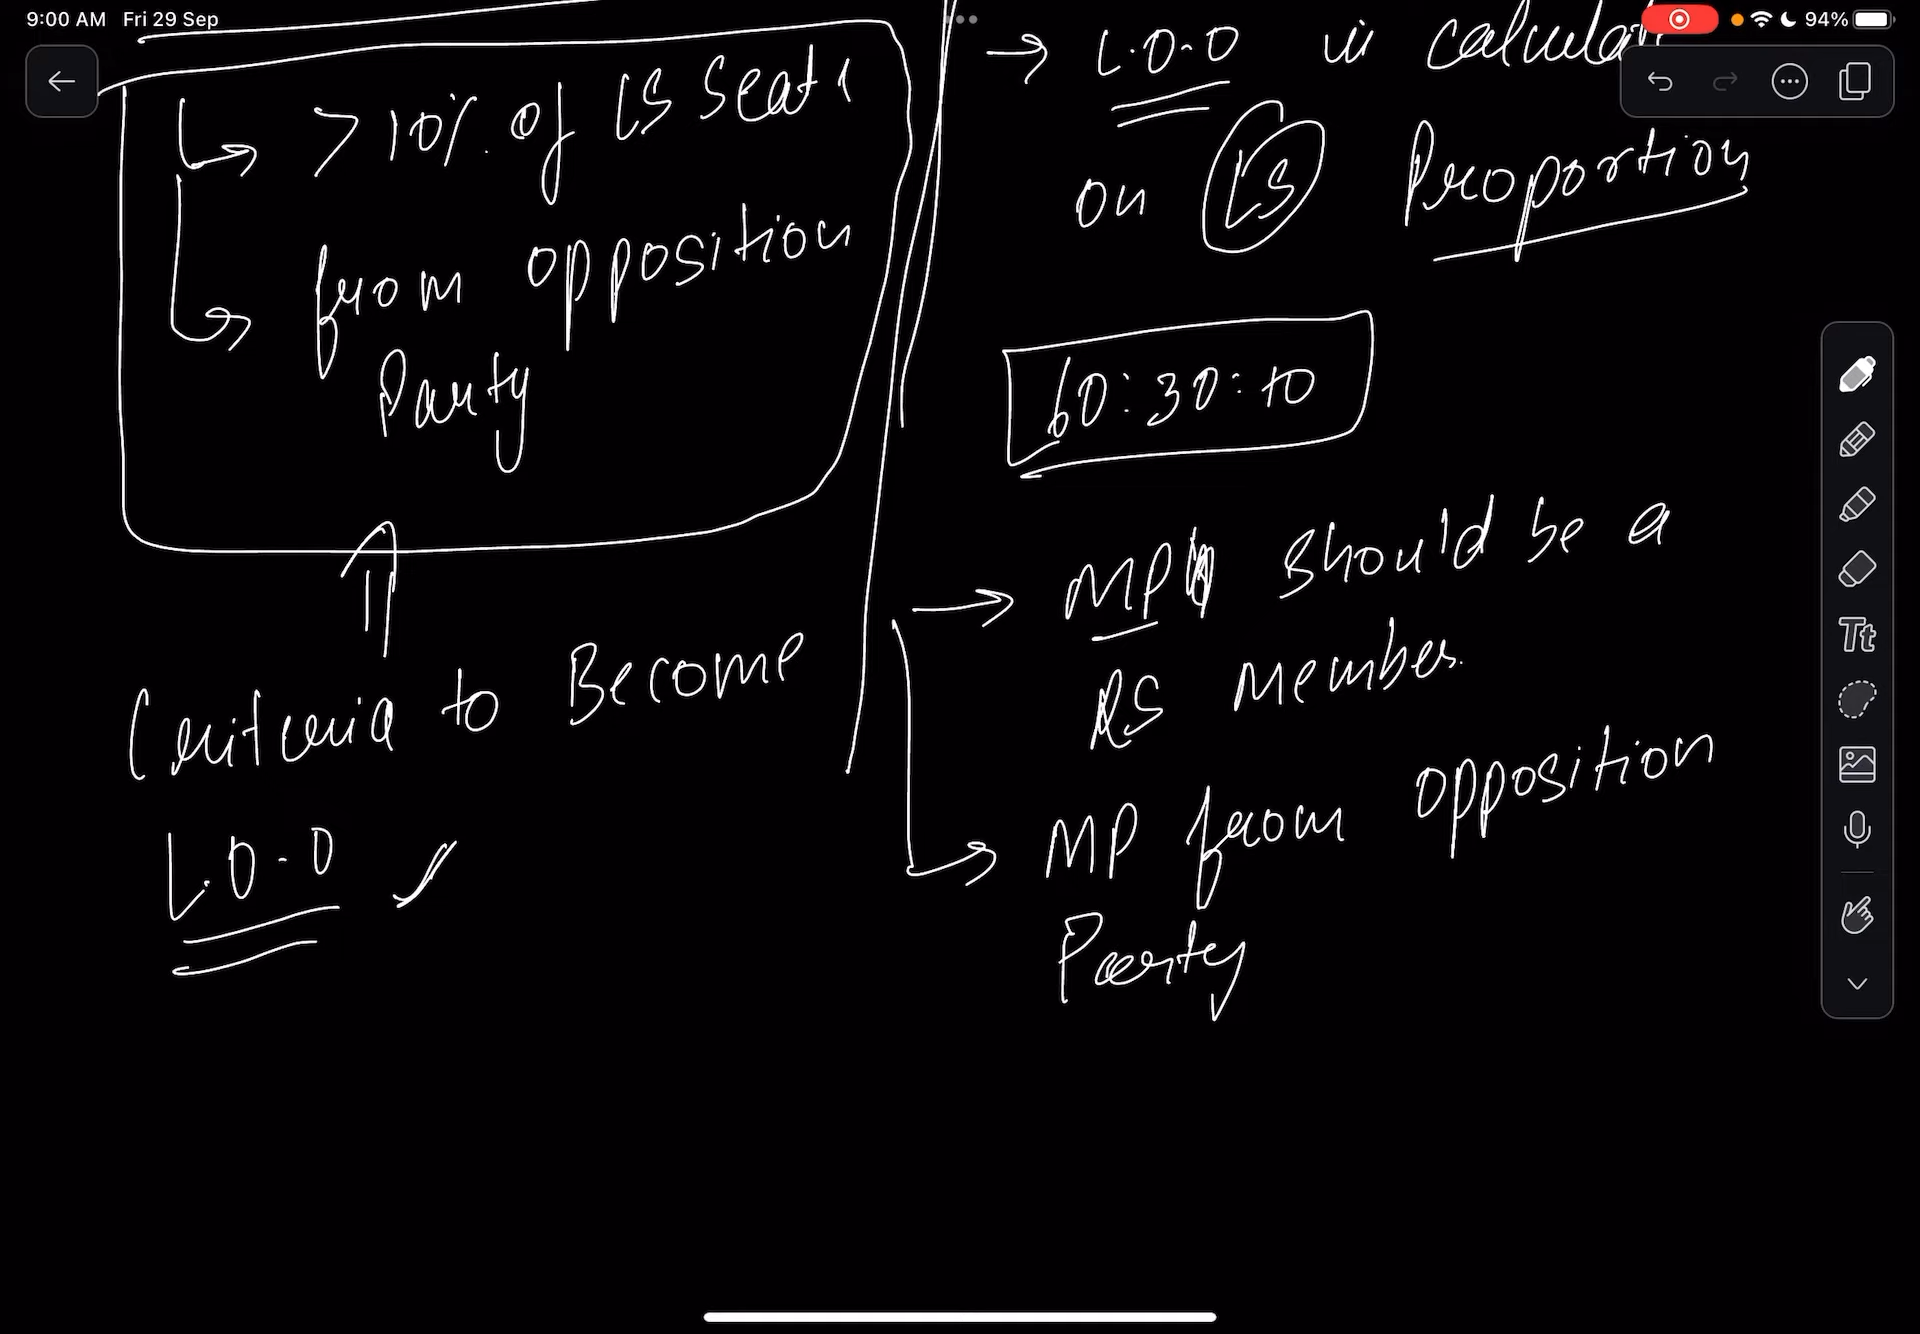 9:00 AM Fri 29 Sep
94%
>10% of LS Seats
from opposition
Party
Criteria to Become
L.O.O
→ L.O.O is calculat
on LS Proportion
60:30:10
→ MP should be a
RS Member.
MP from opposition
Party
Tt